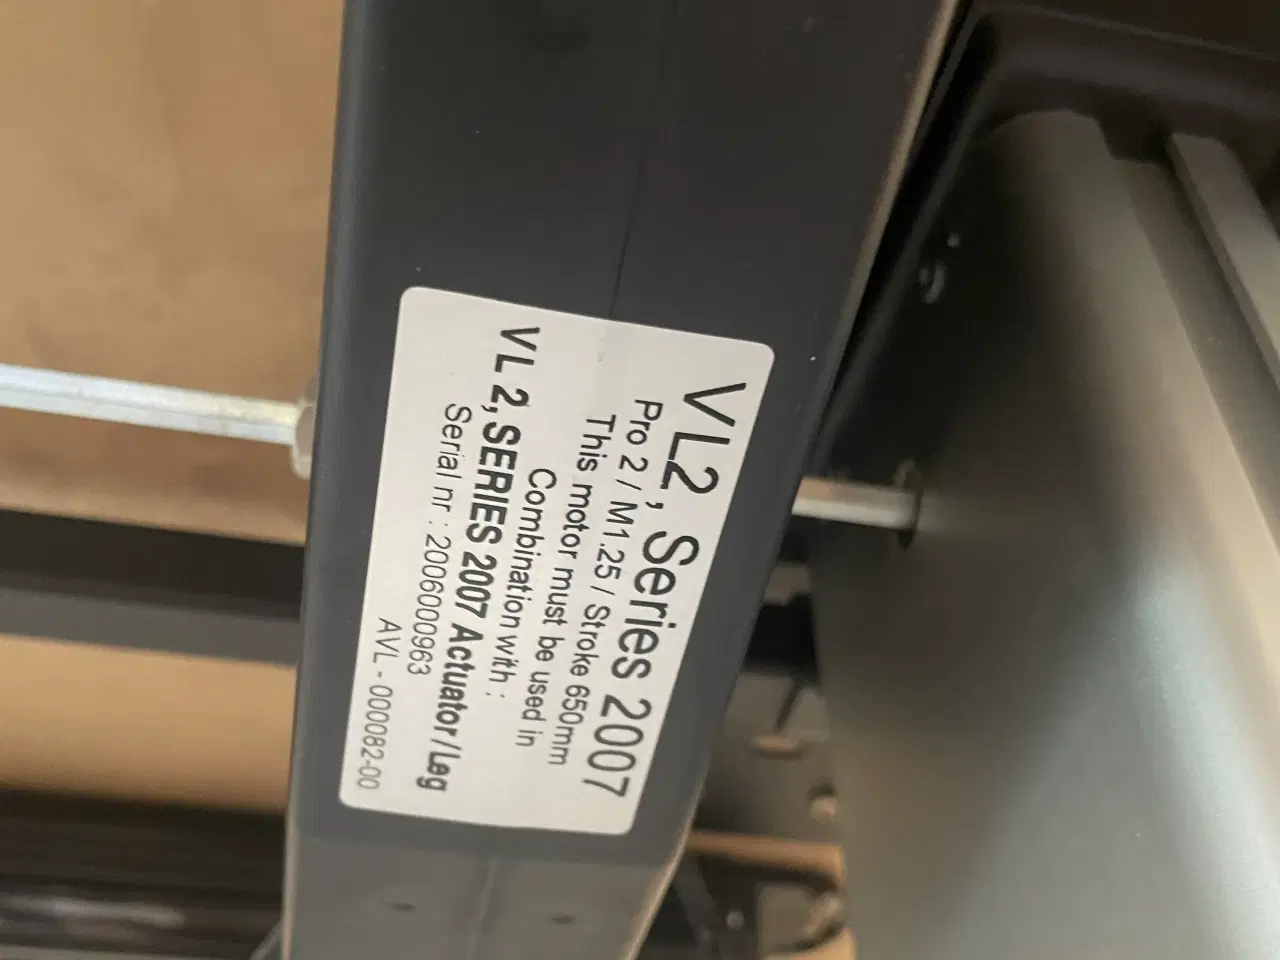 VL2, Series 2007
Pro 2 / M1.25 / Stroke 650mm
This motor must be used in
Combination with :
VL 2, SERIES 2007 Actuator / Leg
Serial nr : 2006000963
AVL - 000082-00